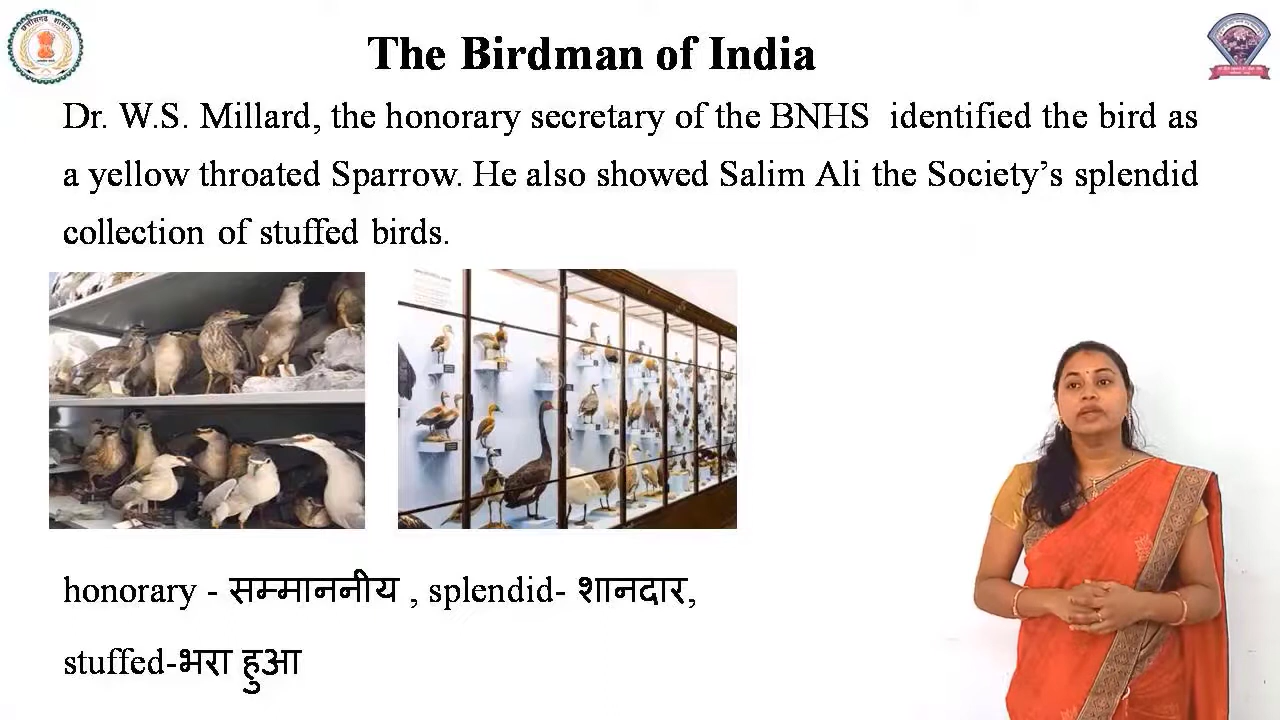 The Birdman of India
Dr. W.S. Millard, the honorary secretary of the BNHS identified the bird as
a yellow throated Sparrow. He also showed Salim Ali the Society’s splendid
collection of stuffed birds.
honorary - सम्माननीय , splendid- शानदार,
stuffed-भरा हुआ